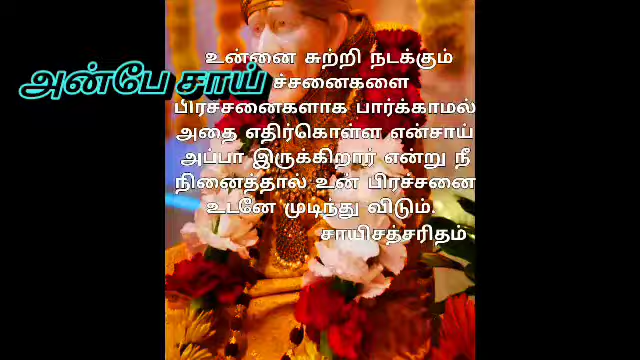 அன்பே சாய்
உன்னை சுற்றி நடக்கும்
ச்சனைகளை
பிரச்சனைகளாக பார்க்காமல்
அதை எதிர்கொள்ள என்சாய்
அப்பா இருக்கிறார் என்று நீ
நினைத்தால் உன் பிரச்சனை
உடனே முடிந்து விடும்.
சாயிசத்சரிதம்